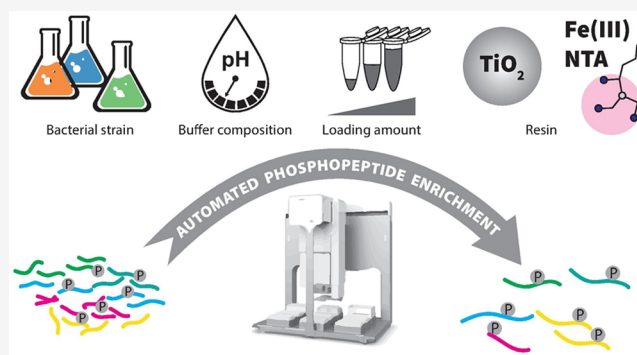 pH
TiO₂
Fe(III)
NTA
Bacterial strain
Buffer composition
Loading amount
Resin
AUTOMATED PHOSPHOPEPTIDE ENRICHMENT
P
P
P
P
P
P
P
P
P
P
P